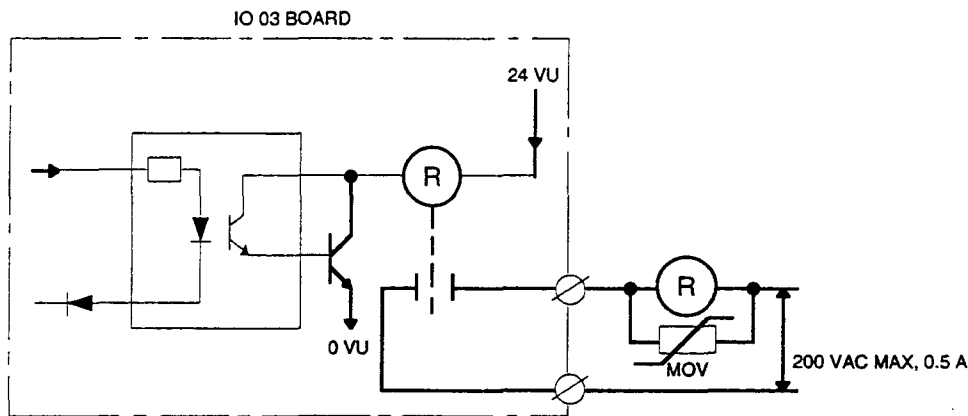 IO 03 BOARD
24 VU
R
R
0 VU
MOV
200 VAC MAX, 0.5 A